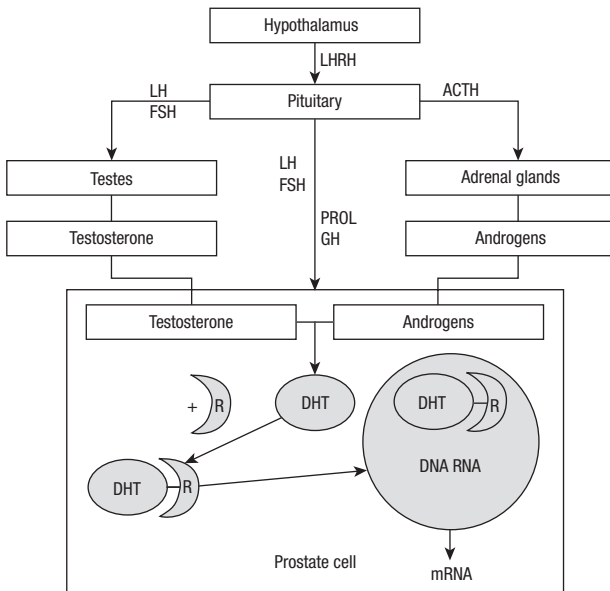 Hypothalamus
LHRH
LH
FSH
Pituitary
ACTH
LH
FSH
Testes
Adrenal glands
PROL
GH
Testosterone
Androgens
Testosterone
Androgens
+ R
DHT
DHT R
DNA RNA
DHT R
Prostate cell
mRNA